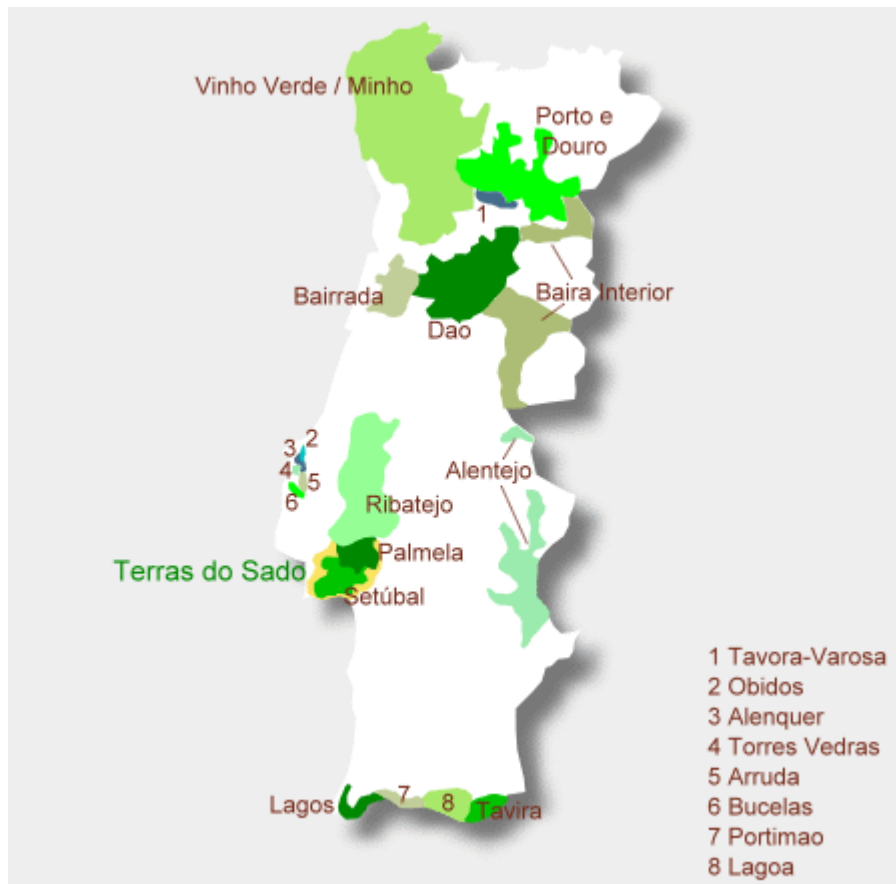 Vinho Verde / Minho
Porto e
Douro
1
Bairrada
Baira Interior
Dao
2
3
4
5
6
Alentejo
Ribatejo
Palmela
Terras do Sado
Setúbal
Lagos
7
8
Tavira
1 Tavora-Varosa
2 Obidos
3 Alenquer
4 Torres Vedras
5 Arruda
6 Bucelas
7 Portimao
8 Lagoa